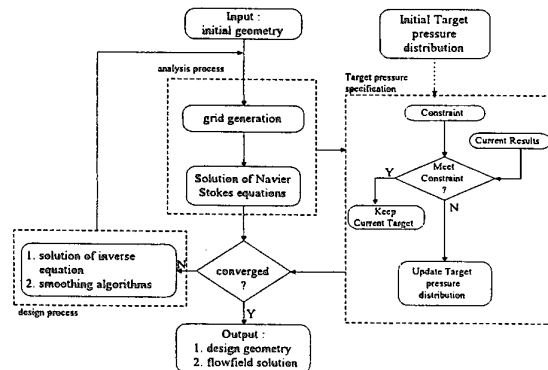 Input :
initial geometry
Initial Target
pressure
distribution
analysis process
Target pressure
specification
grid generation
Constraint
Current Results
Solution of Navier
Stokes equations
Meet
Constraint
?
Y
N
Keep
Current Target
1. solution of inverse
equation
2. smoothing algorithms
N
converged
?
Update Target
pressure
distribution
design process
Y
Output :
1. design geometry
2. flowfield solution